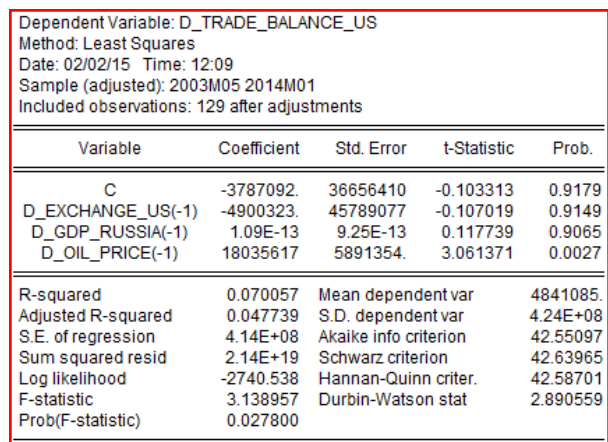 Dependent Variable: D_TRADE_BALANCE_US
Method: Least Squares
Date: 02/02/15 Time: 12:09
Sample (adjusted): 2003M05 2014M01
Included observations: 129 after adjustments
Variable Coefficient Std. Error t-Statistic Prob.
C -3787092. 36656410 -0.103313 0.9179
D_EXCHANGE_US(-1) -4900323. 45789077 -0.107019 0.9149
D_GDP_RUSSIA(-1) 1.09E-13 9.25E-13 0.117739 0.9065
D_OIL_PRICE(-1) 18035617 5891354. 3.061371 0.0027
R-squared 0.070057 Mean dependent var 4841085.
Adjusted R-squared 0.047739 S.D. dependent var 4.24E+08
S.E. of regression 4.14E+08 Akaike info criterion 42.55097
Sum squared resid 2.14E+19 Schwarz criterion 42.63965
Log likelihood -2740.538 Hannan-Quinn criter. 42.58701
F-statistic 3.138957 Durbin-Watson stat 2.890559
Prob(F-statistic) 0.027800